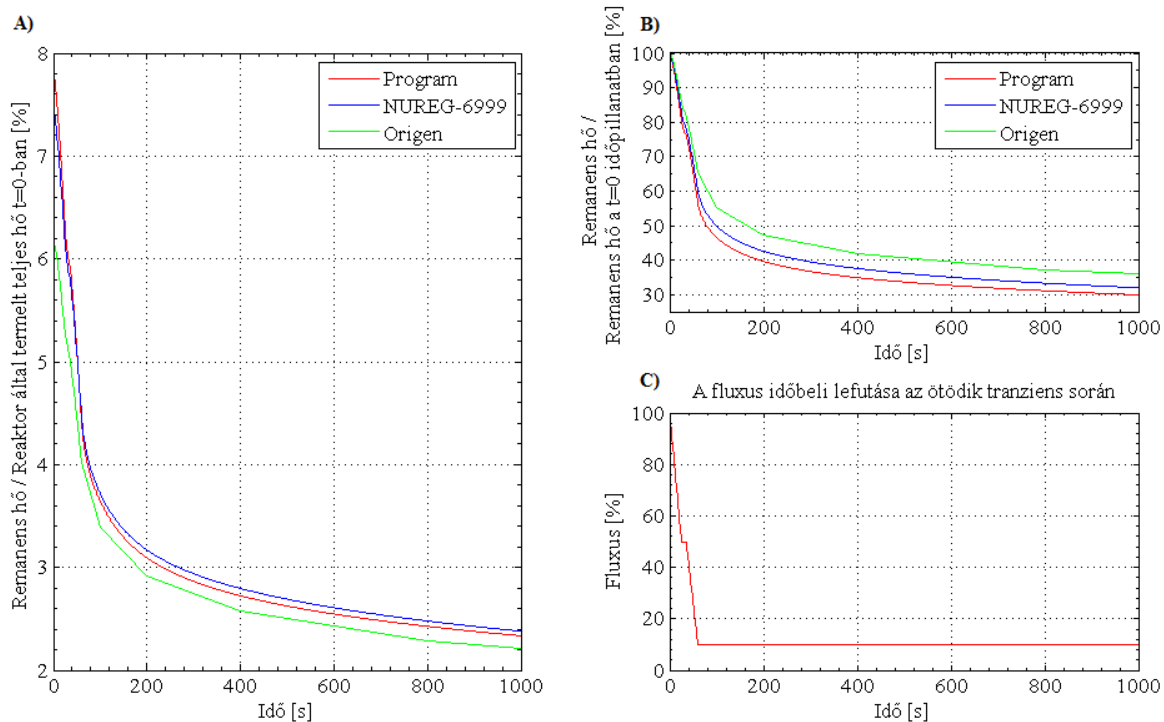 A)
Remanens hő / Reaktor által termelt teljes hő t=0-ban [%]
8
7
6
5
4
3
2
Program
NUREG-6999
Origen
0 200 400 600 800 1000
Idő [s]
B)
Remanens hő /
Remanens hő a t=0 időpillanatban [%]
100
90
80
70
60
50
40
30
Program
NUREG-6999
Origen
0 200 400 600 800 1000
Idő [s]
C)
A fluxus időbeli lefutása az ötödik tranziens során
Fluxus [%]
100
80
60
40
20
0
0 200 400 600 800 1000
Idő [s]